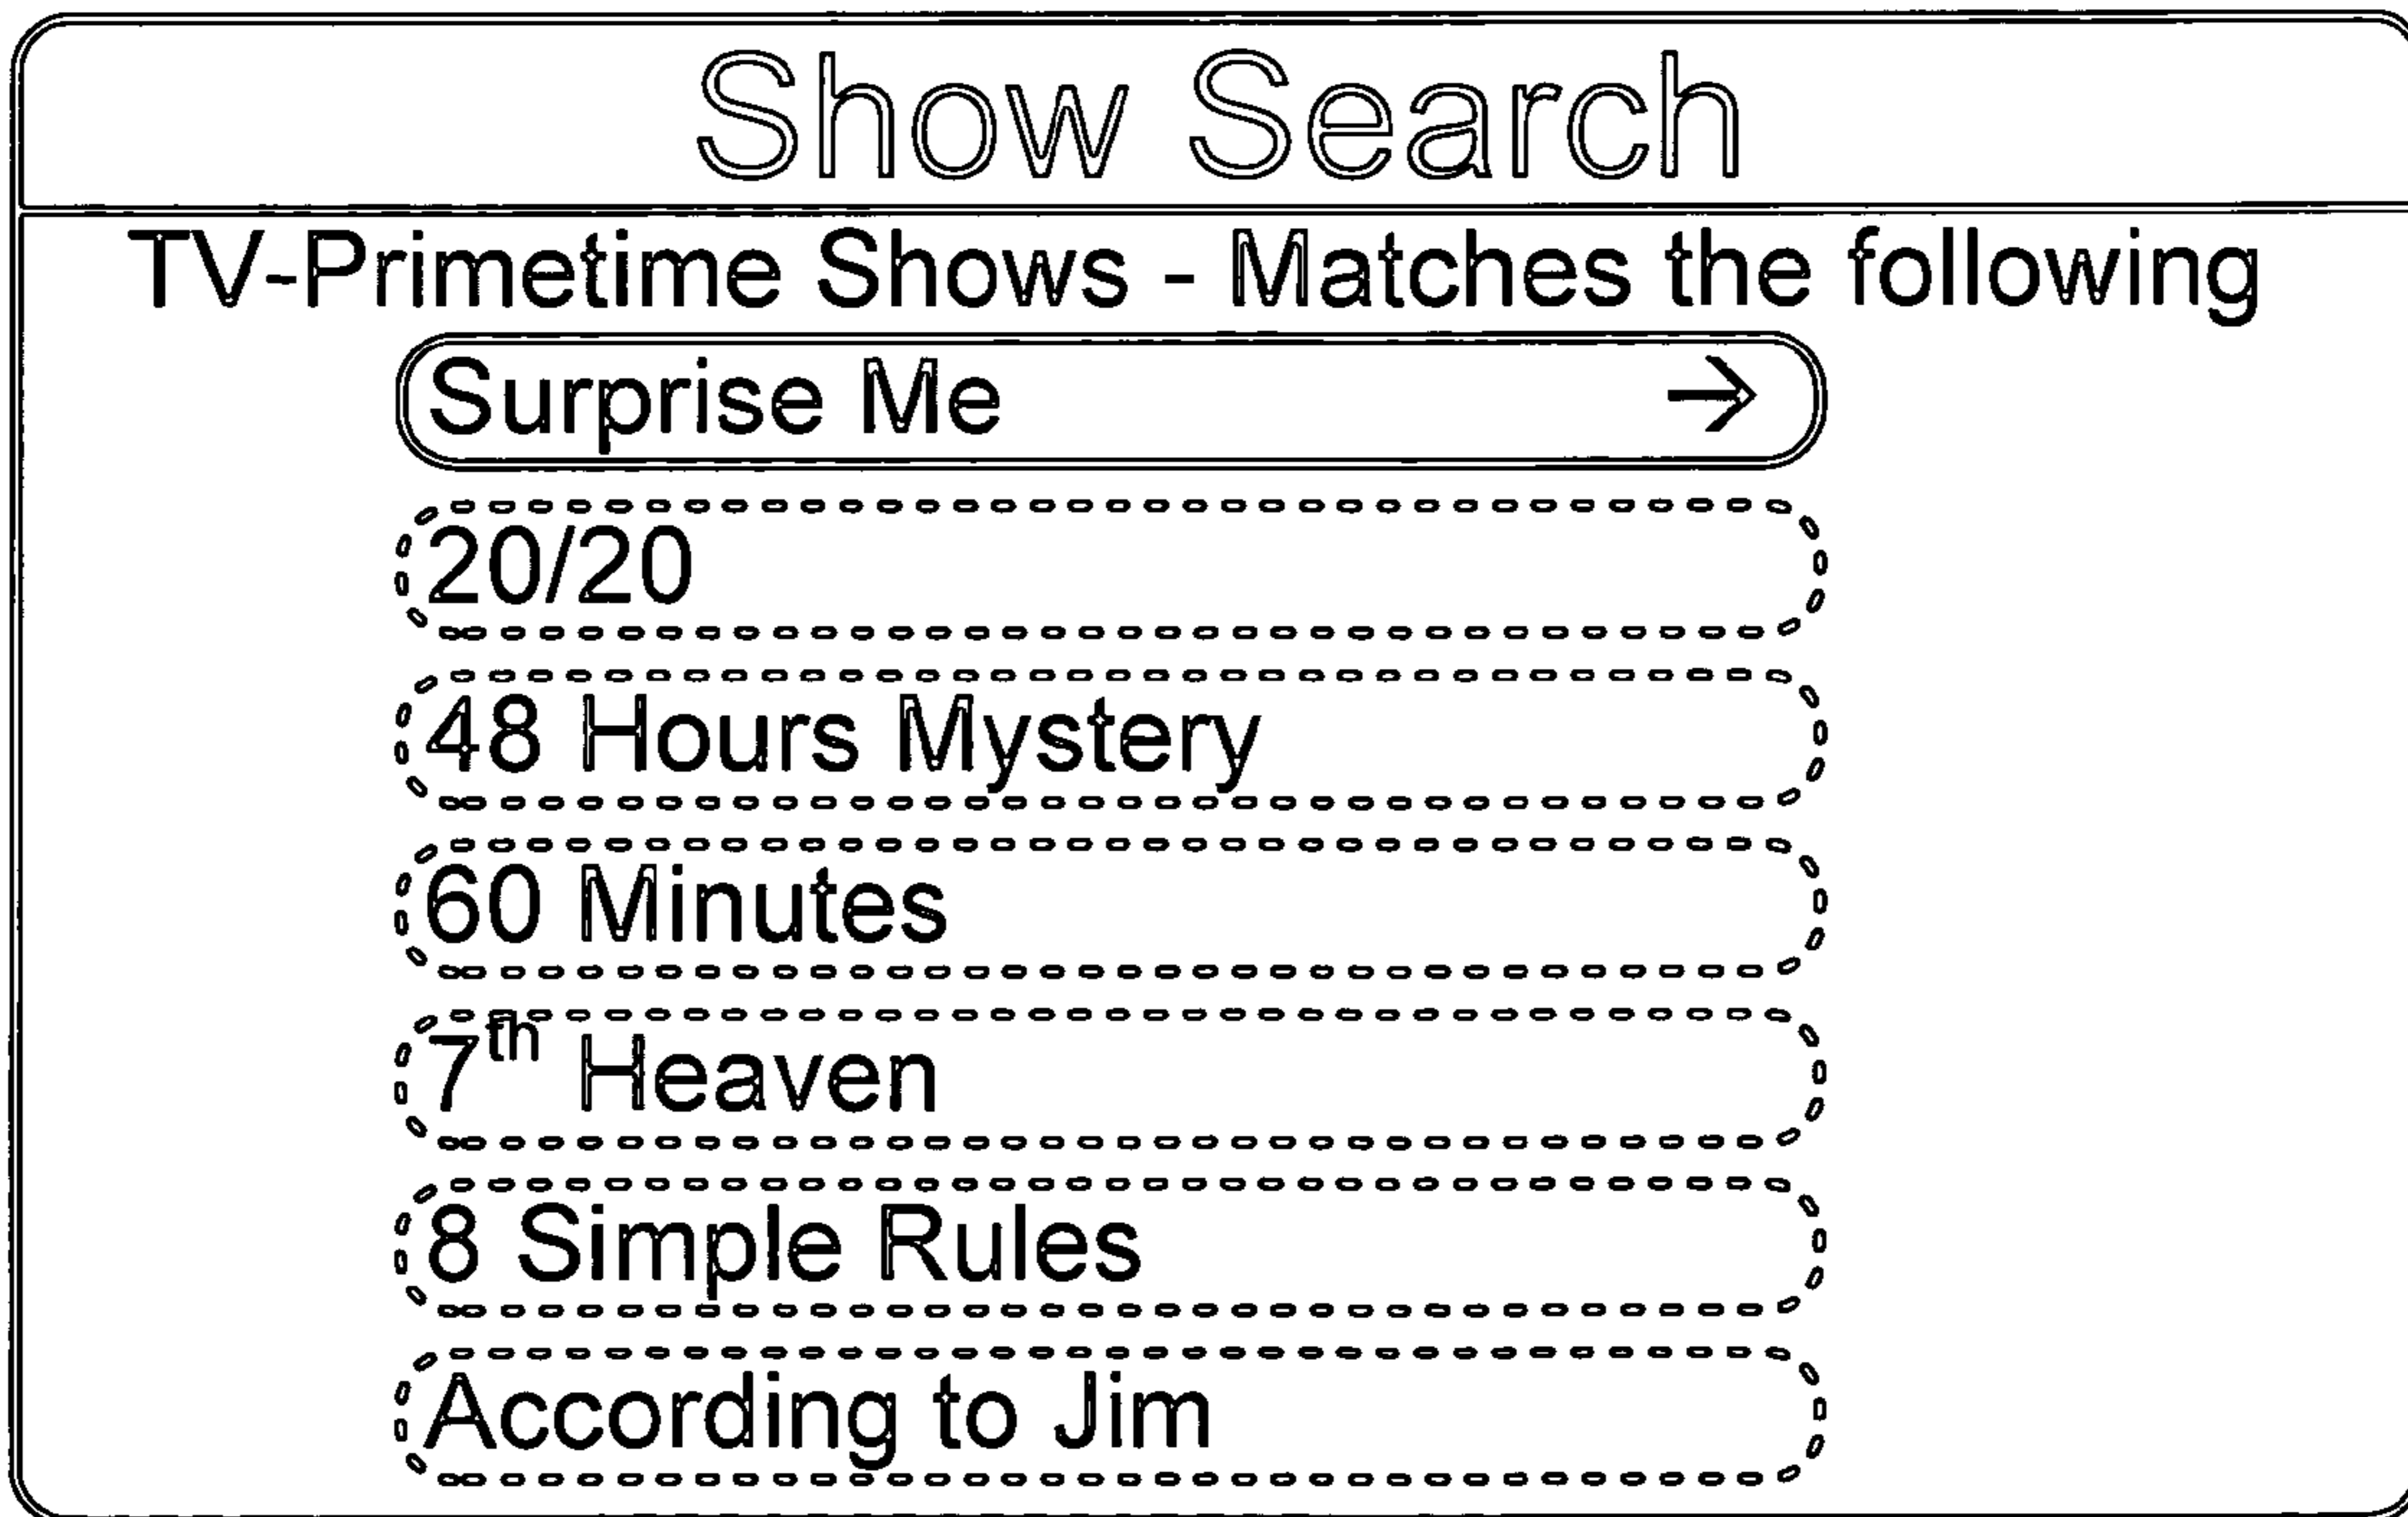 Show Search
TV-Primetime Shows - Matches the following
Surprise Me →
20/20
48 Hours Mystery
60 Minutes
7th Heaven
8 Simple Rules
According to Jim